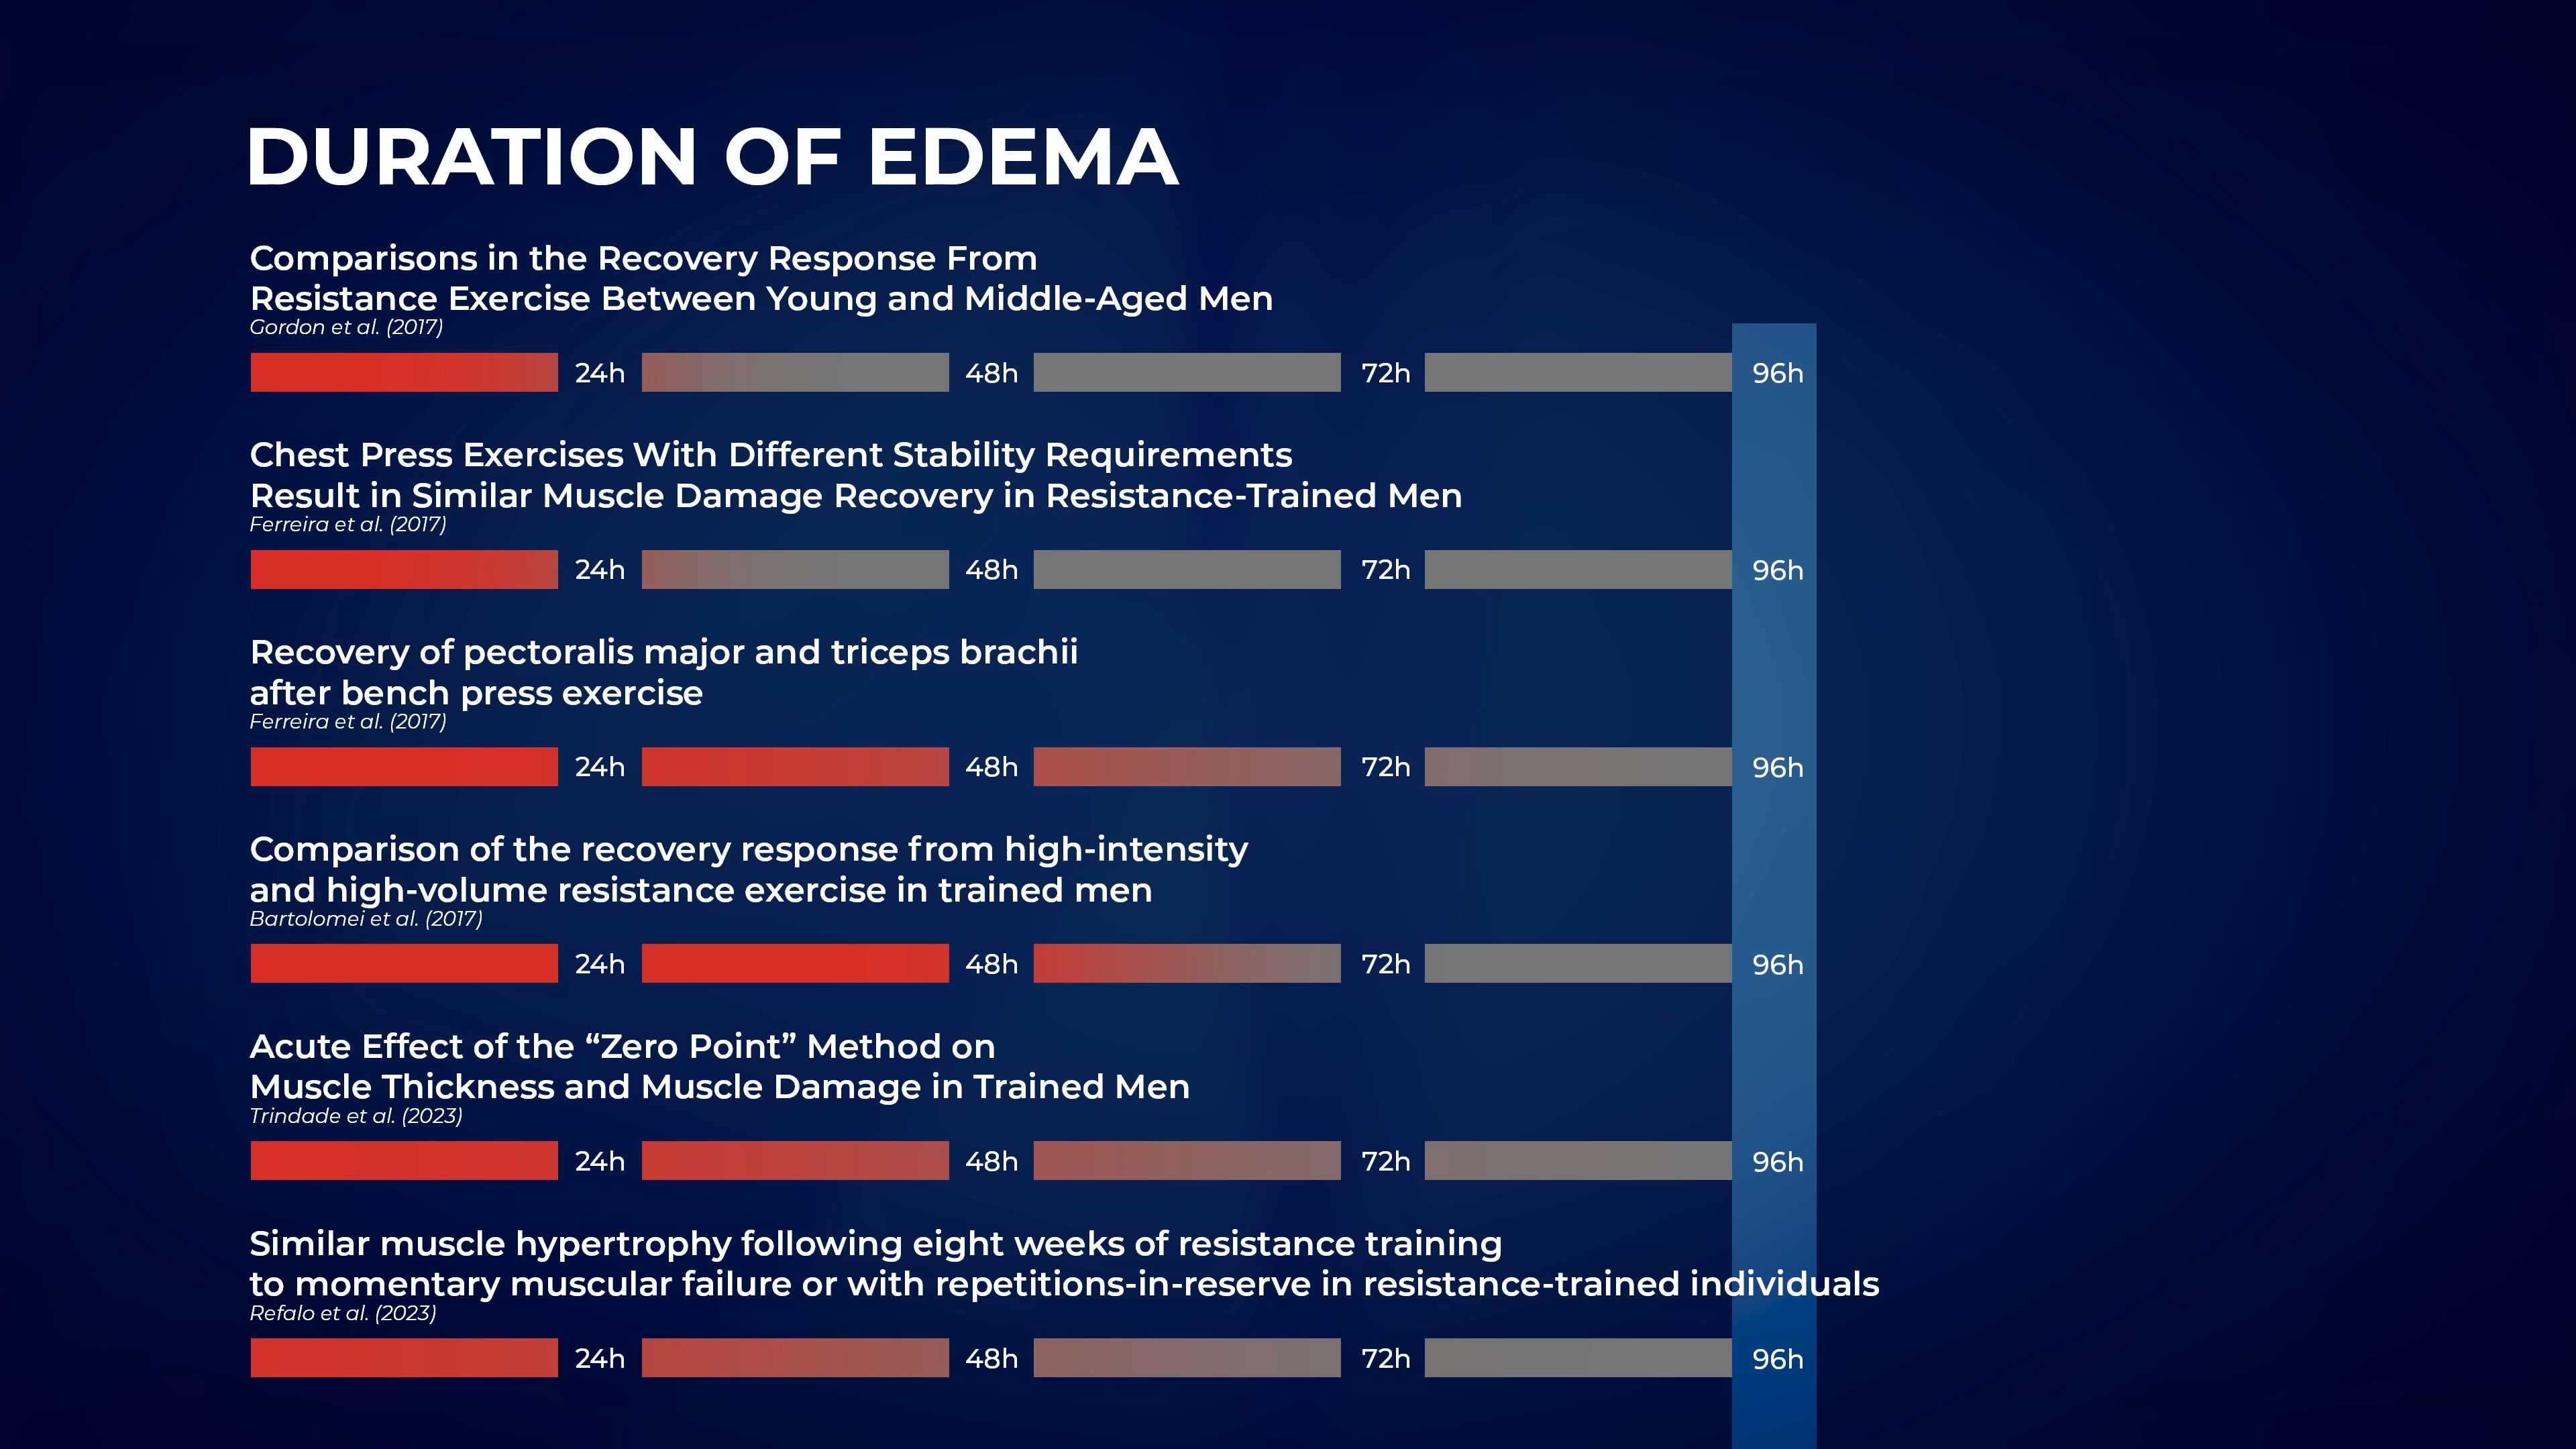 DURATION OF EDEMA
Comparisons in the Recovery Response From
Resistance Exercise Between Young and Middle-Aged Men
Gordon et al. (2017)
24h 48h 72h 96h
Chest Press Exercises With Different Stability Requirements
Result in Similar Muscle Damage Recovery in Resistance-Trained Men
Ferreira et al. (2017)
24h 48h 72h 96h
Recovery of pectoralis major and triceps brachii
after bench press exercise
Ferreira et al. (2017)
24h 48h 72h 96h
Comparison of the recovery response from high-intensity
and high-volume resistance exercise in trained men
Bartolomei et al. (2017)
24h 48h 72h 96h
Acute Effect of the “Zero Point” Method on
Muscle Thickness and Muscle Damage in Trained Men
Trindade et al. (2023)
24h 48h 72h 96h
Similar muscle hypertrophy following eight weeks of resistance training
to momentary muscular failure or with repetitions-in-reserve in resistance-trained individuals
Refalo et al. (2023)
24h 48h 72h 96h